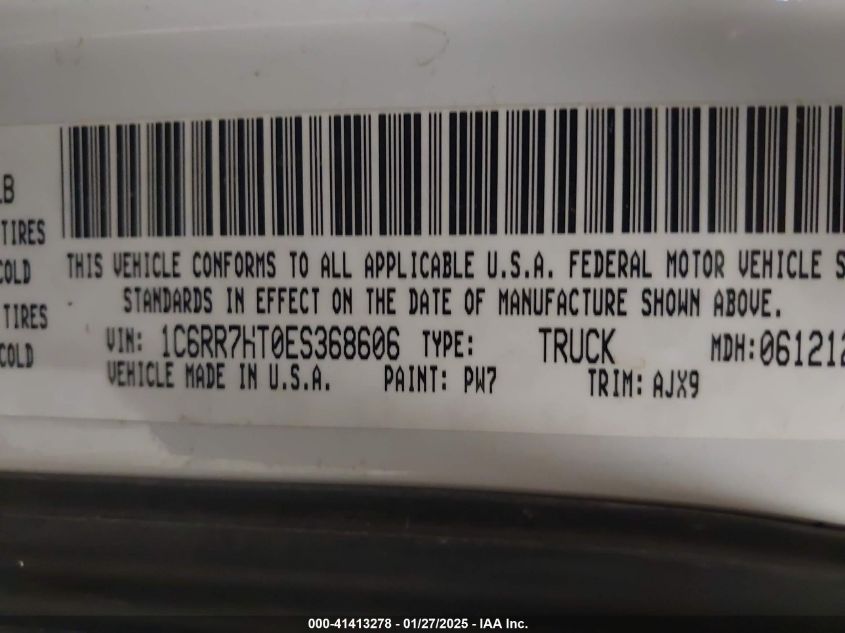 LB
TIRES
COLD
TIRES
COLD
THIS VEHICLE CONFORMS TO ALL APPLICABLE U.S.A. FEDERAL MOTOR VEHICLE S
STANDARDS IN EFFECT ON THE DATE OF MANUFACTURE SHOWN ABOVE.
VIN: 1C6RR7HT0ES368606 TYPE: TRUCK MDH:061212
VEHICLE MADE IN U.S.A. PAINT: PW7 TRIM: AJX9
000-41413278 - 01/27/2025 - IAA Inc.